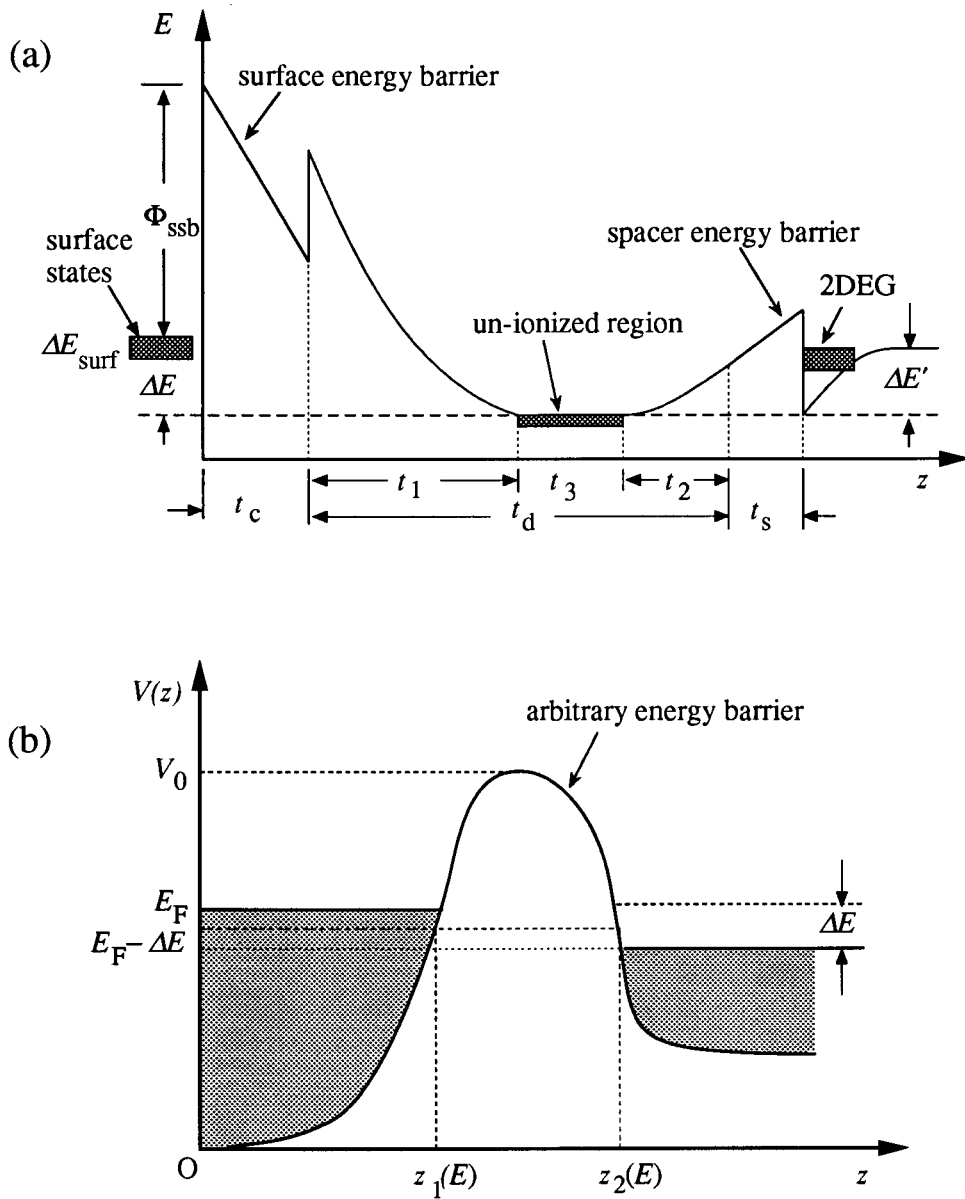 (a)
E
surface energy barrier
Φssb
surface
states
spacer energy barrier
2DEG
un-ionized region
ΔEsurf
ΔE
ΔE'
t1
t3
t2
z
tc
td
ts
(b)
V(z)
arbitrary energy barrier
V0
EF
ΔE
EF − ΔE
O
z1(E)
z2(E)
z